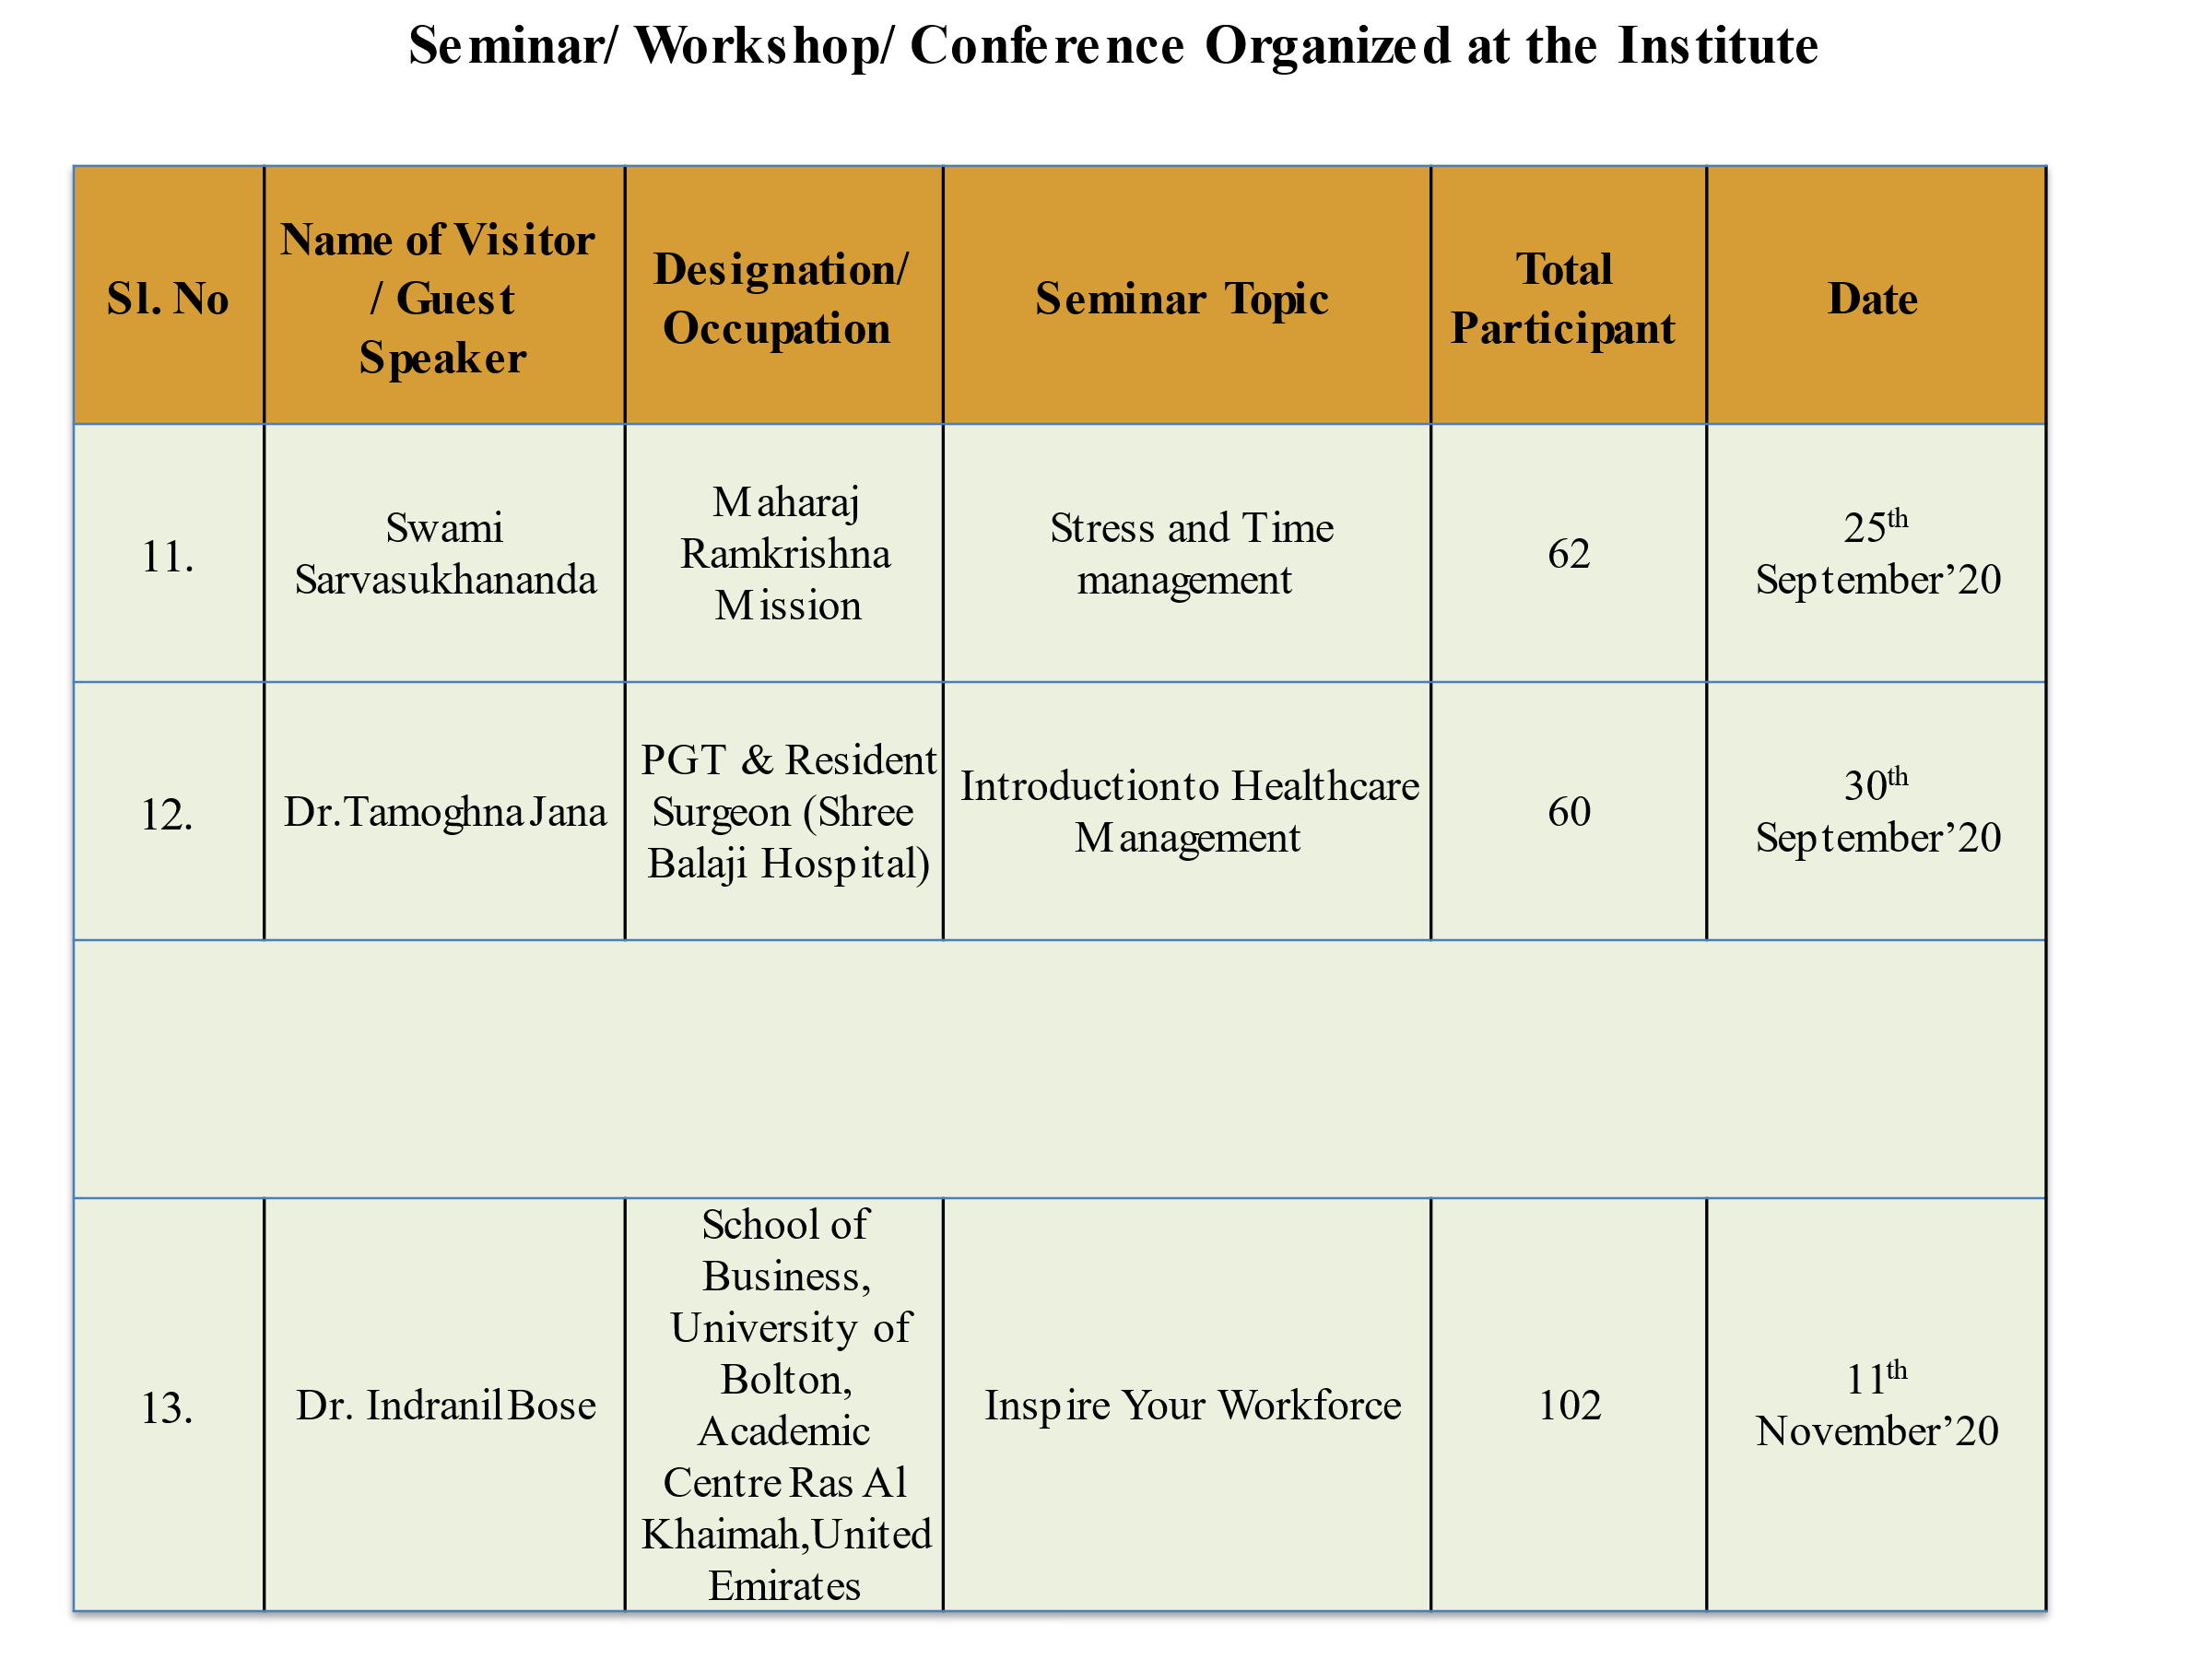 Seminar/ Workshop/ Conference Organized at the Institute
Sl. No
Name of Visitor
/ Guest
Speaker
Designation/
Occupation
Seminar Topic
Total
Participant
Date
11.
Swami
Sarvasukhananda
Maharaj
Ramkrishna
Mission
Stress and Time
management
62
25th
September’20
12.
Dr.Tamoghna Jana
PGT & Resident
Surgeon (Shree
Balaji Hospital)
Introductionto Healthcare
Management
60
30th
September’20
13.
Dr. Indranil Bose
School of
Business,
University of
Bolton,
Academic
Centre Ras Al
Khaimah,United
Emirates
Inspire Your Workforce
102
11th
November’20